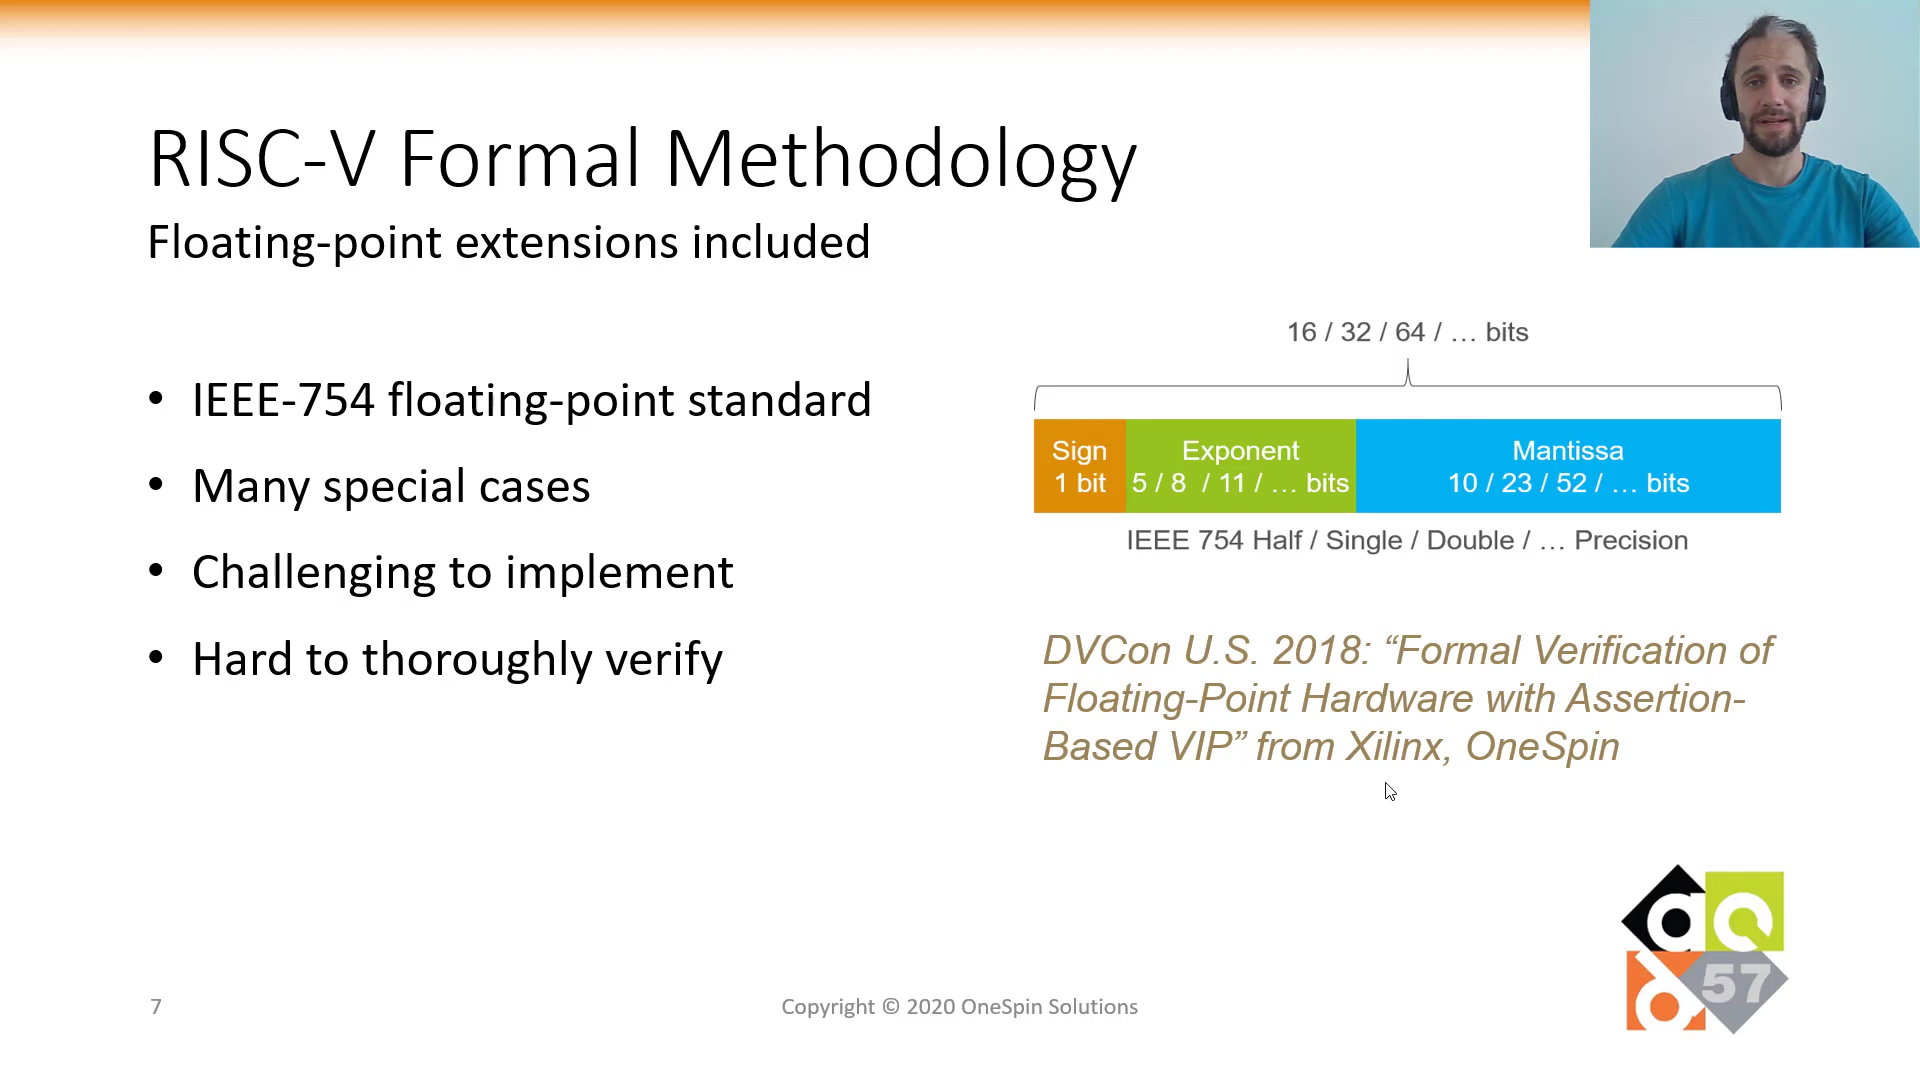 RISC-V Formal Methodology
Floating-point extensions included
• IEEE-754 floating-point standard
• Many special cases
• Challenging to implement
• Hard to thoroughly verify
16 / 32 / 64 / … bits
Sign
1 bit
Exponent
5 / 8 / 11 / … bits
Mantissa
10 / 23 / 52 / … bits
IEEE 754 Half / Single / Double / … Precision
DVCon U.S. 2018: “Formal Verification of
Floating-Point Hardware with Assertion-
Based VIP” from Xilinx, OneSpin
57
7
Copyright © 2020 OneSpin Solutions